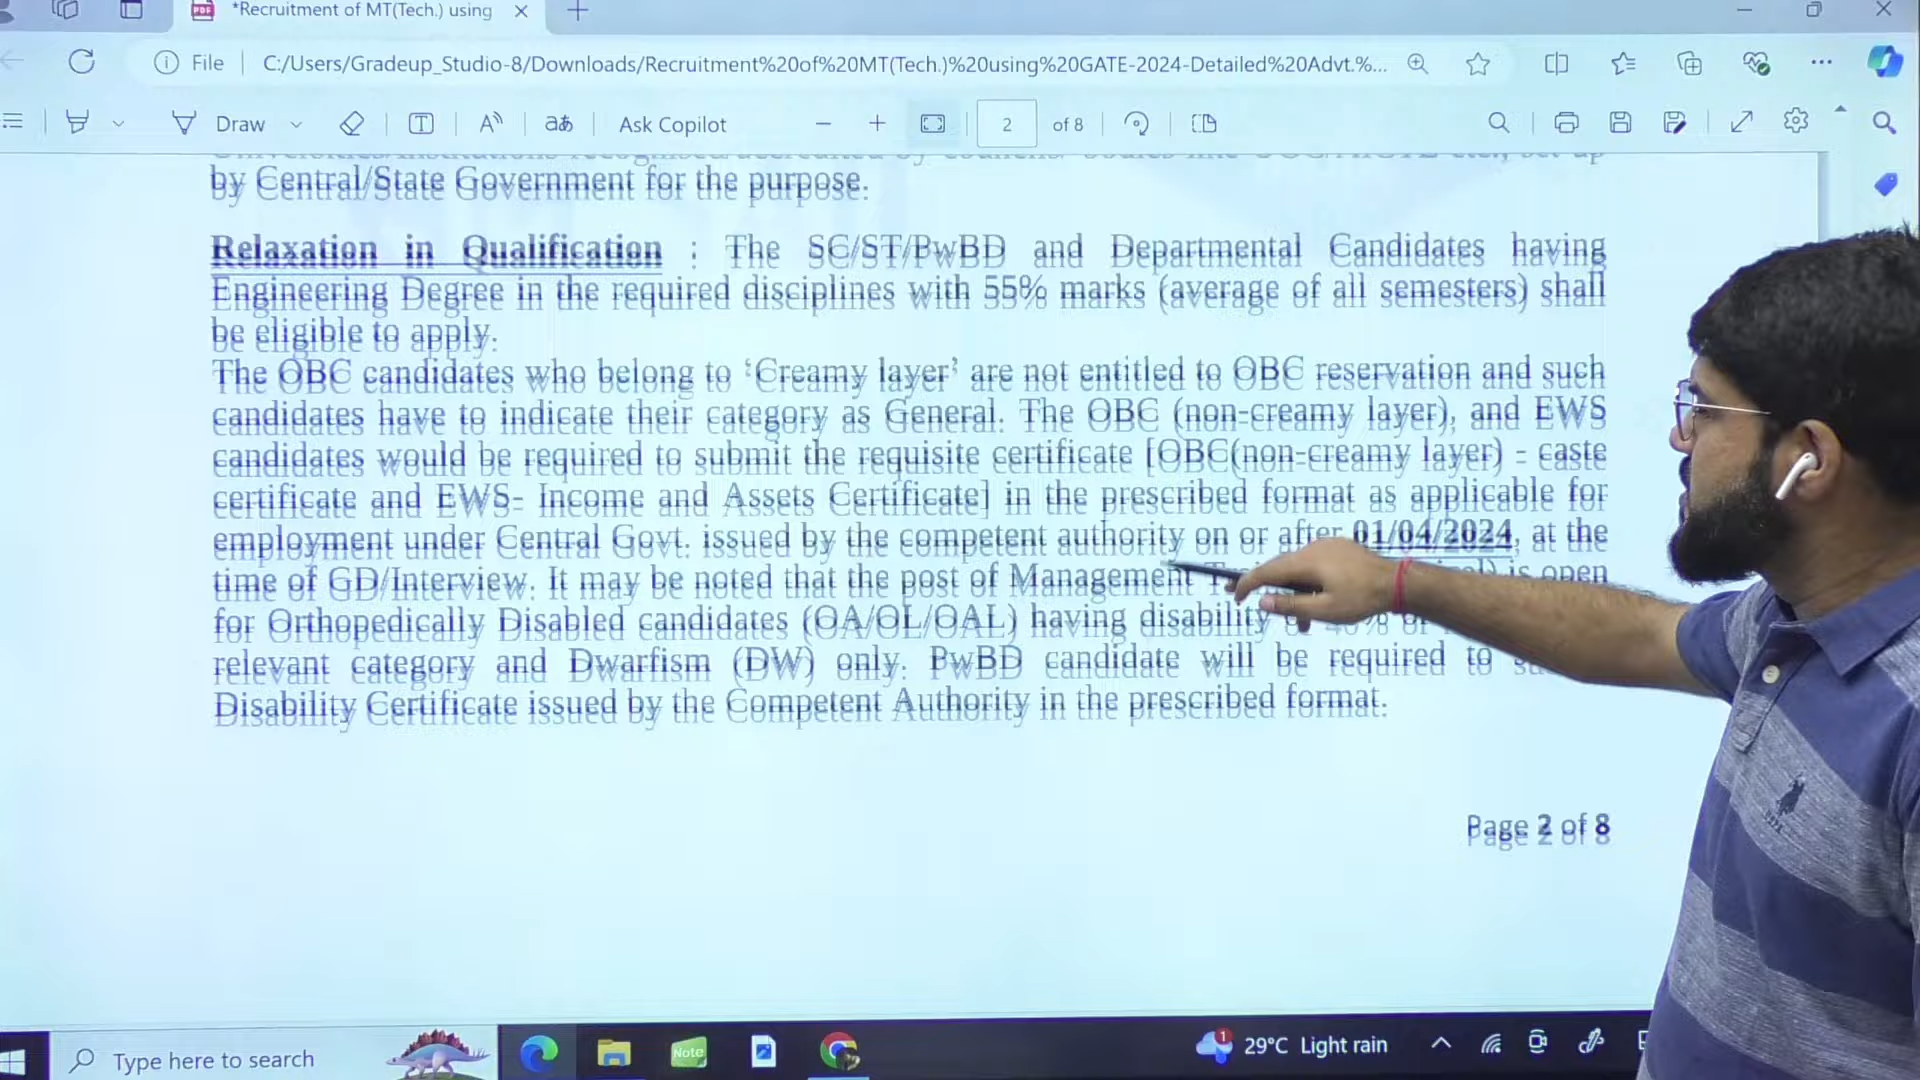 *Recruitment of MT(Tech.) using
File
C:/Users/Gradeup_Studio-8/Downloads/Recruitment%20of%20MT(Tech.)%20using%20GATE-2024-Detailed%20Advt.%...
Draw
Ask Copilot
2
of 8
by Central/State Government for the purpose.
Relaxation in Qualification : The SC/ST/PwBD and Departmental Candidates having
Engineering Degree in the required disciplines with 55% marks (average of all semesters) shall
be eligible to apply.
The OBC candidates who belong to ‘Creamy layer’ are not entitled to OBC reservation and such
candidates have to indicate their category as General. The OBC (non-creamy layer), and EWS
candidates would be required to submit the requisite certificate [OBC(non-creamy layer) - caste
certificate and EWS- Income and Assets Certificate] in the prescribed format as applicable for
employment under Central Govt. issued by the competent authority on or after 01/04/2024, at the
time of GD/Interview. It may be noted that the post of Management is open
for Orthopedically Disabled candidates (OA/OL/OAL) having disability 40% or
relevant category and Dwarfism (DW) only. PwBD candidate will be required to
Disability Certificate issued by the Competent Authority in the prescribed format.
Page 2 of 8
Type here to search
Note
1
29°C Light rain